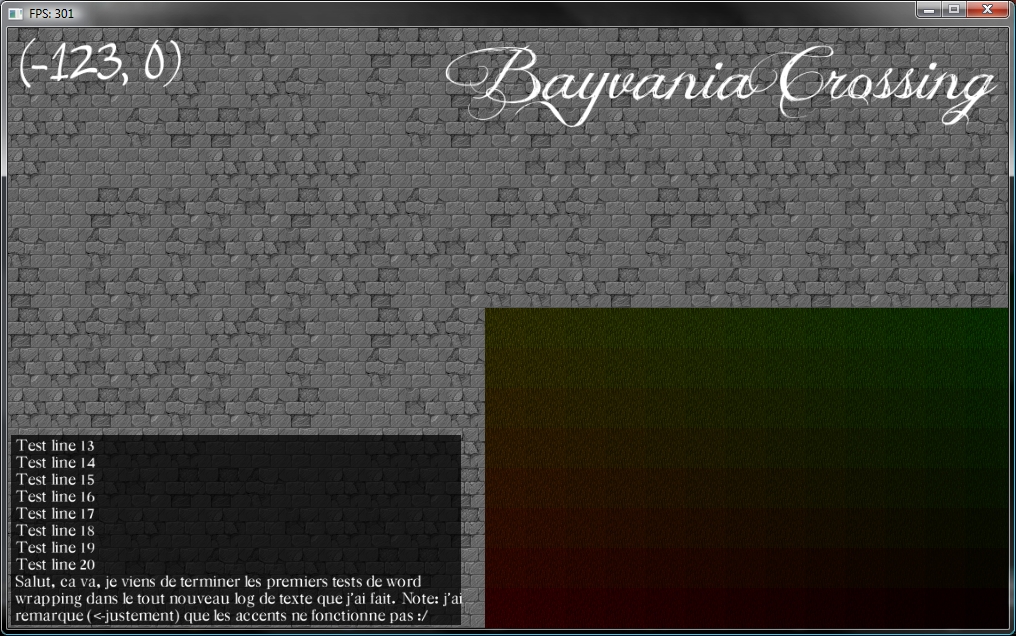 FPS: 301
(-123, 0)
Bayvania Crossing
Test line 13
Test line 14
Test line 15
Test line 16
Test line 17
Test line 18
Test line 19
Test line 20
Salut, ca va, je viens de terminer les premiers tests de word
wrapping dans le tout nouveau log de texte que j'ai fait. Note: j'ai
remarque (<-justement) que les accents ne fonctionne pas :/